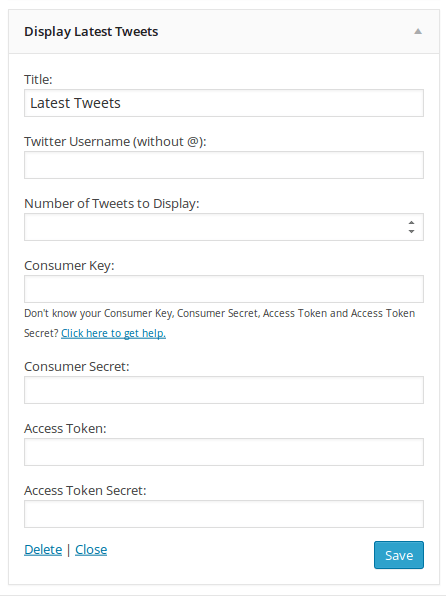 Display Latest Tweets
Title:
Latest Tweets
Twitter Username (without @):
Number of Tweets to Display:
Consumer Key:
Don't know your Consumer Key, Consumer Secret, Access Token and Access Token
Secret? Click here to get help.
Consumer Secret:
Access Token:
Access Token Secret:
Delete | Close
Save